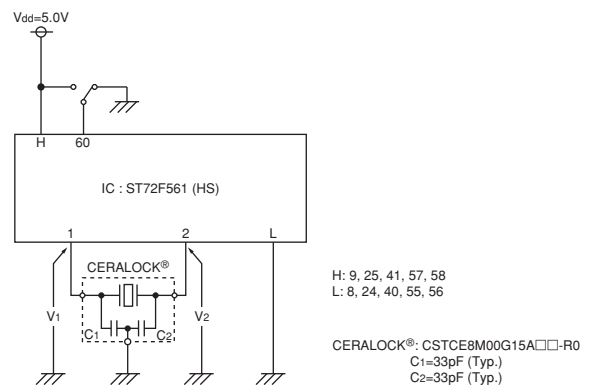 Vdd=5.0V
H 60
IC : ST72F561 (HS)
1 2 L
CERALOCK®
V1 C1 C2 V2
H: 9, 25, 41, 57, 58
L: 8, 24, 40, 55, 56
CERALOCK®: CSTCE8M00G15A□□-R0
C1=33pF (Typ.)
C2=33pF (Typ.)